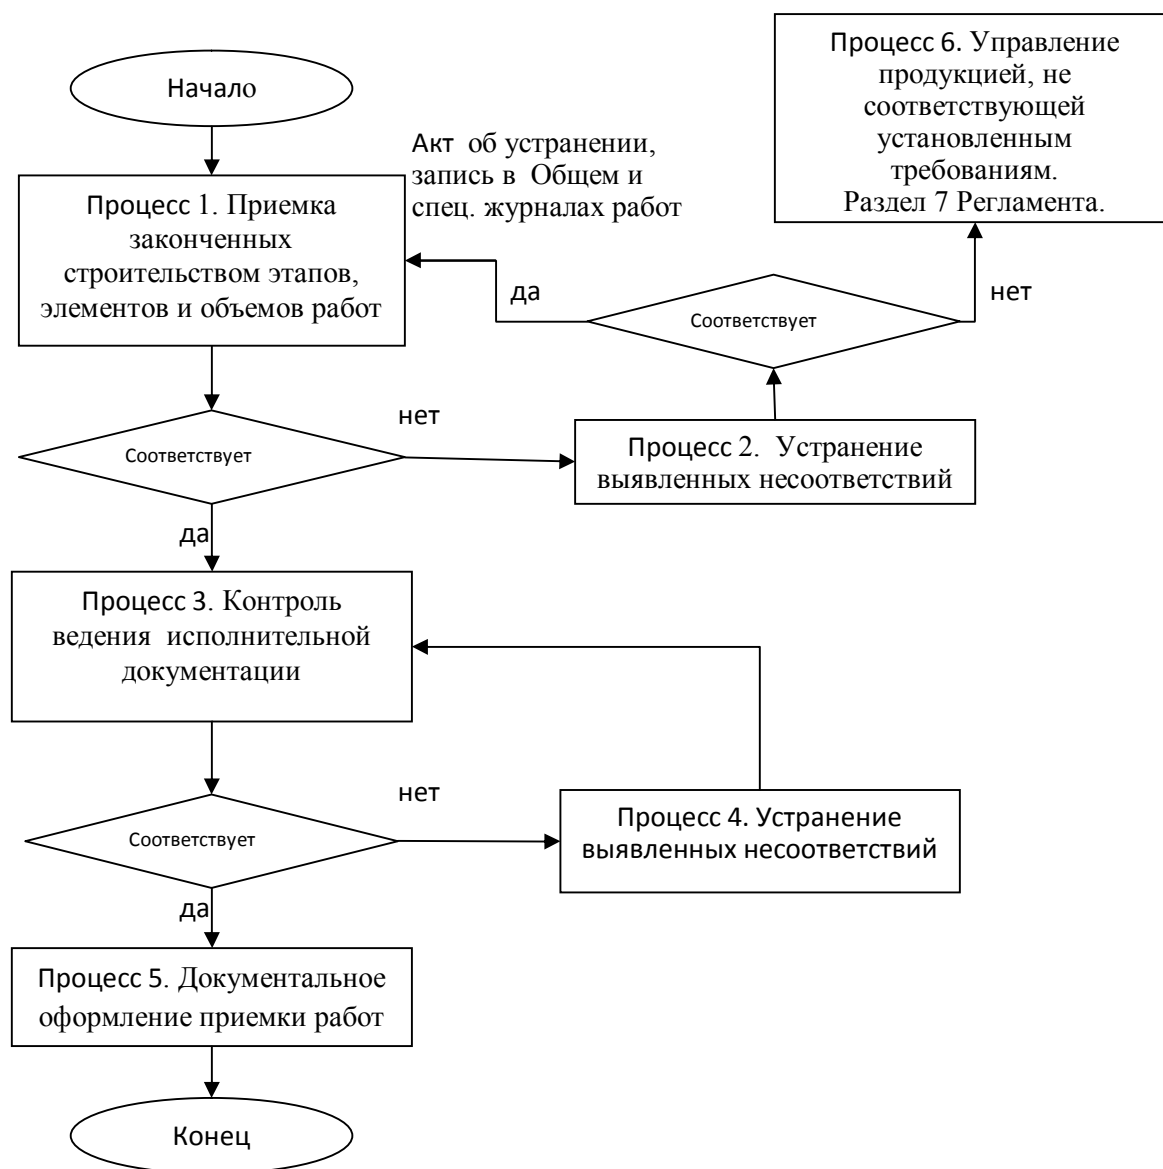 Начало
Процесс 6. Управление
продукцией, не
соответствующей
установленным
требованиям.
Раздел 7 Регламента.
Акт об устранении,
запись в Общем и
спец. журналах работ
Процесс 1. Приемка
законченных
строительством этапов,
элементов и объемов работ
да
нет
Соответствует
нет
Соответствует
Процесс 2. Устранение
выявленных несоответствий
да
Процесс 3. Контроль
ведения исполнительной
документации
нет
Соответствует
Процесс 4. Устранение
выявленных несоответствий
да
Процесс 5. Документальное
оформление приемки работ
Конец